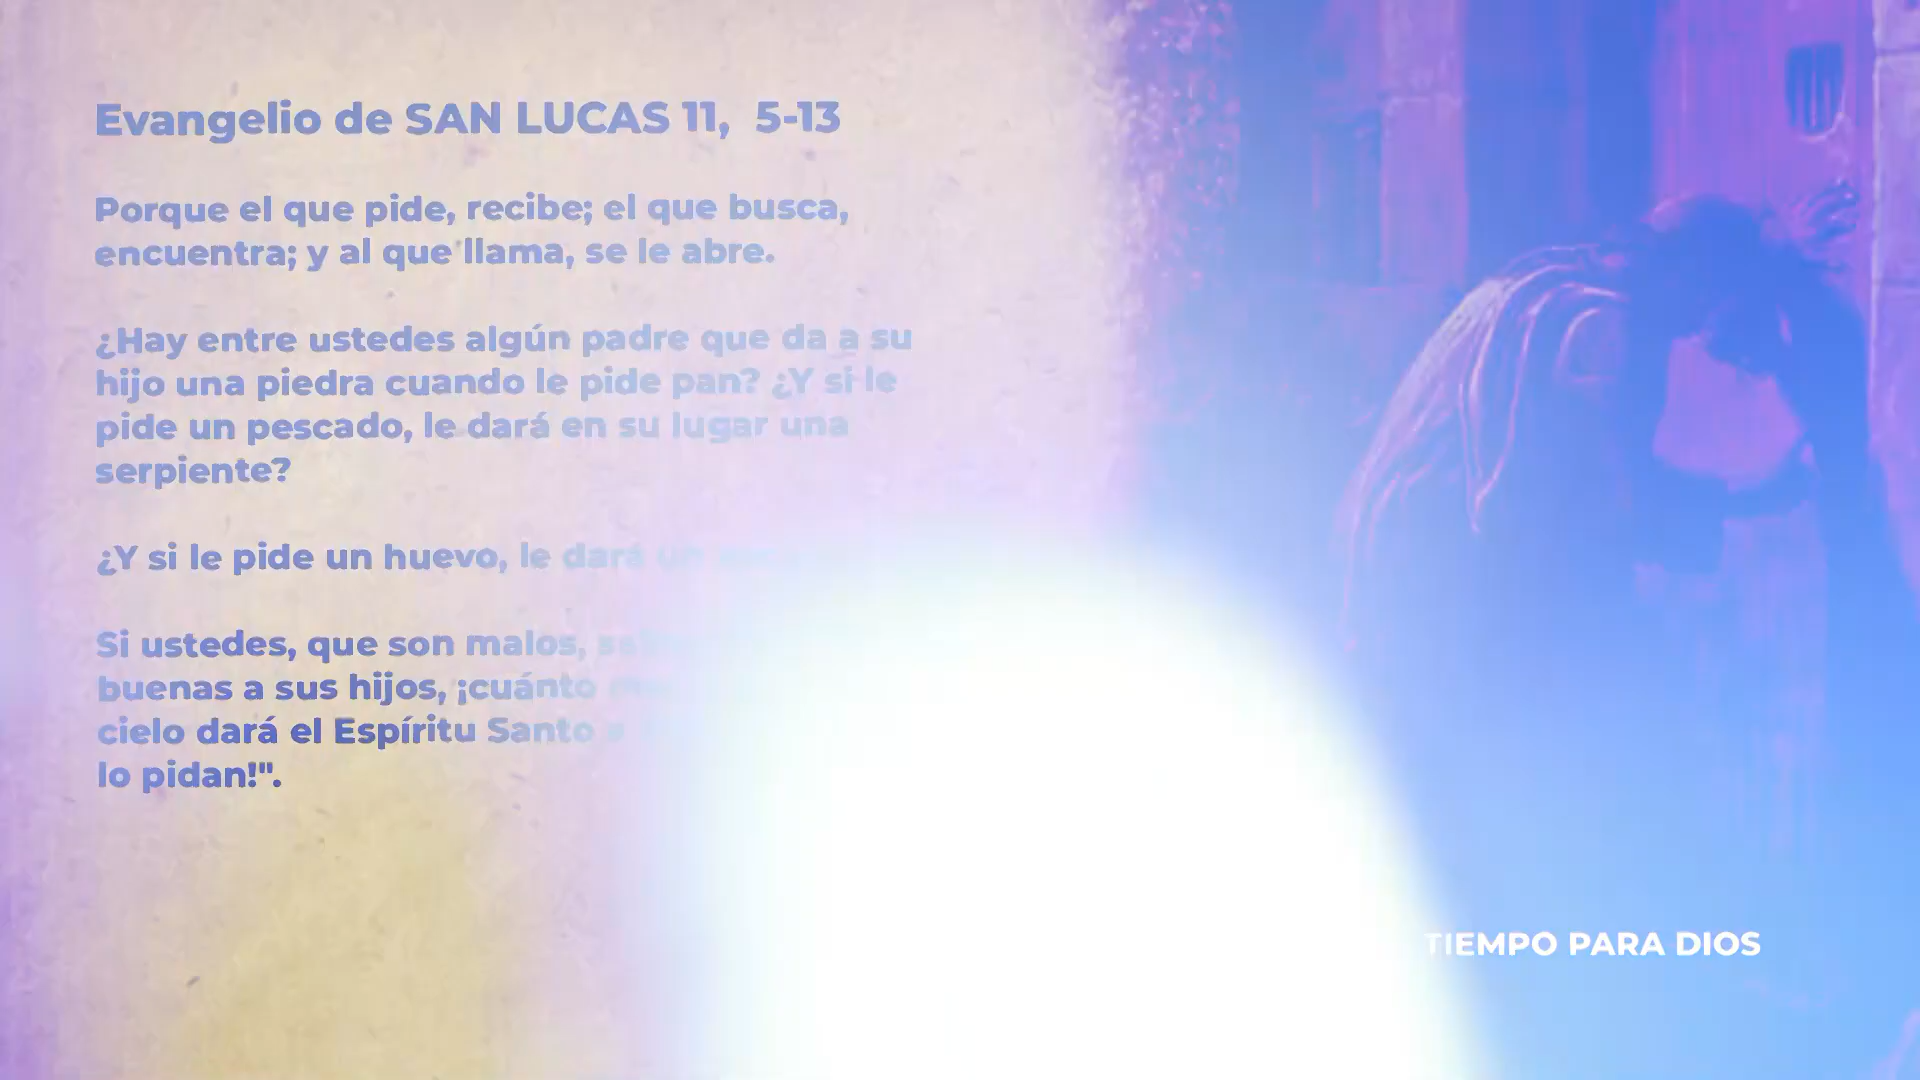 Evangelio de SAN LUCAS 11, 5-13
Porque el que pide, recibe; el que busca,
encuentra; y al que llama, se le abre.
¿Hay entre ustedes algún padre que da a su
hijo una piedra cuando le pide pan? ¿Y si le
pide un pescado, le dará en su lugar una
serpiente?
¿Y si le pide un huevo, le dará un
Si ustedes, que son malos,
buenas a sus hijos, ¡cuánto
cielo dará el Espíritu Santo a
lo pidan!".
TIEMPO PARA DIOS